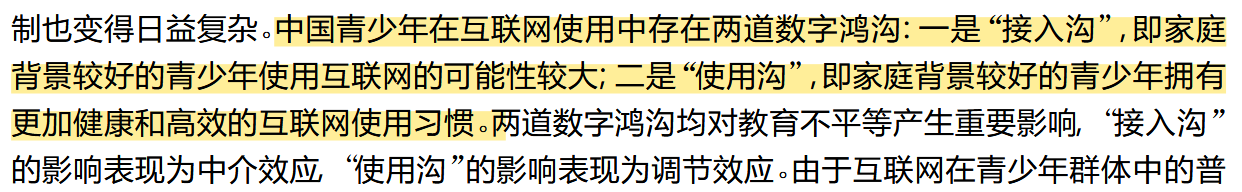 制也变得日益复杂。中国青少年在互联网使用中存在两道数字鸿沟：一是“接入沟”，即家庭
背景较好的青少年使用互联网的可能性较大；二是“使用沟”，即家庭背景较好的青少年拥有
更加健康和高效的互联网使用习惯。两道数字鸿沟均对教育不平等产生重要影响，“接入沟”
的影响表现为中介效应，“使用沟”的影响表现为调节效应。由于互联网在青少年群体中的普